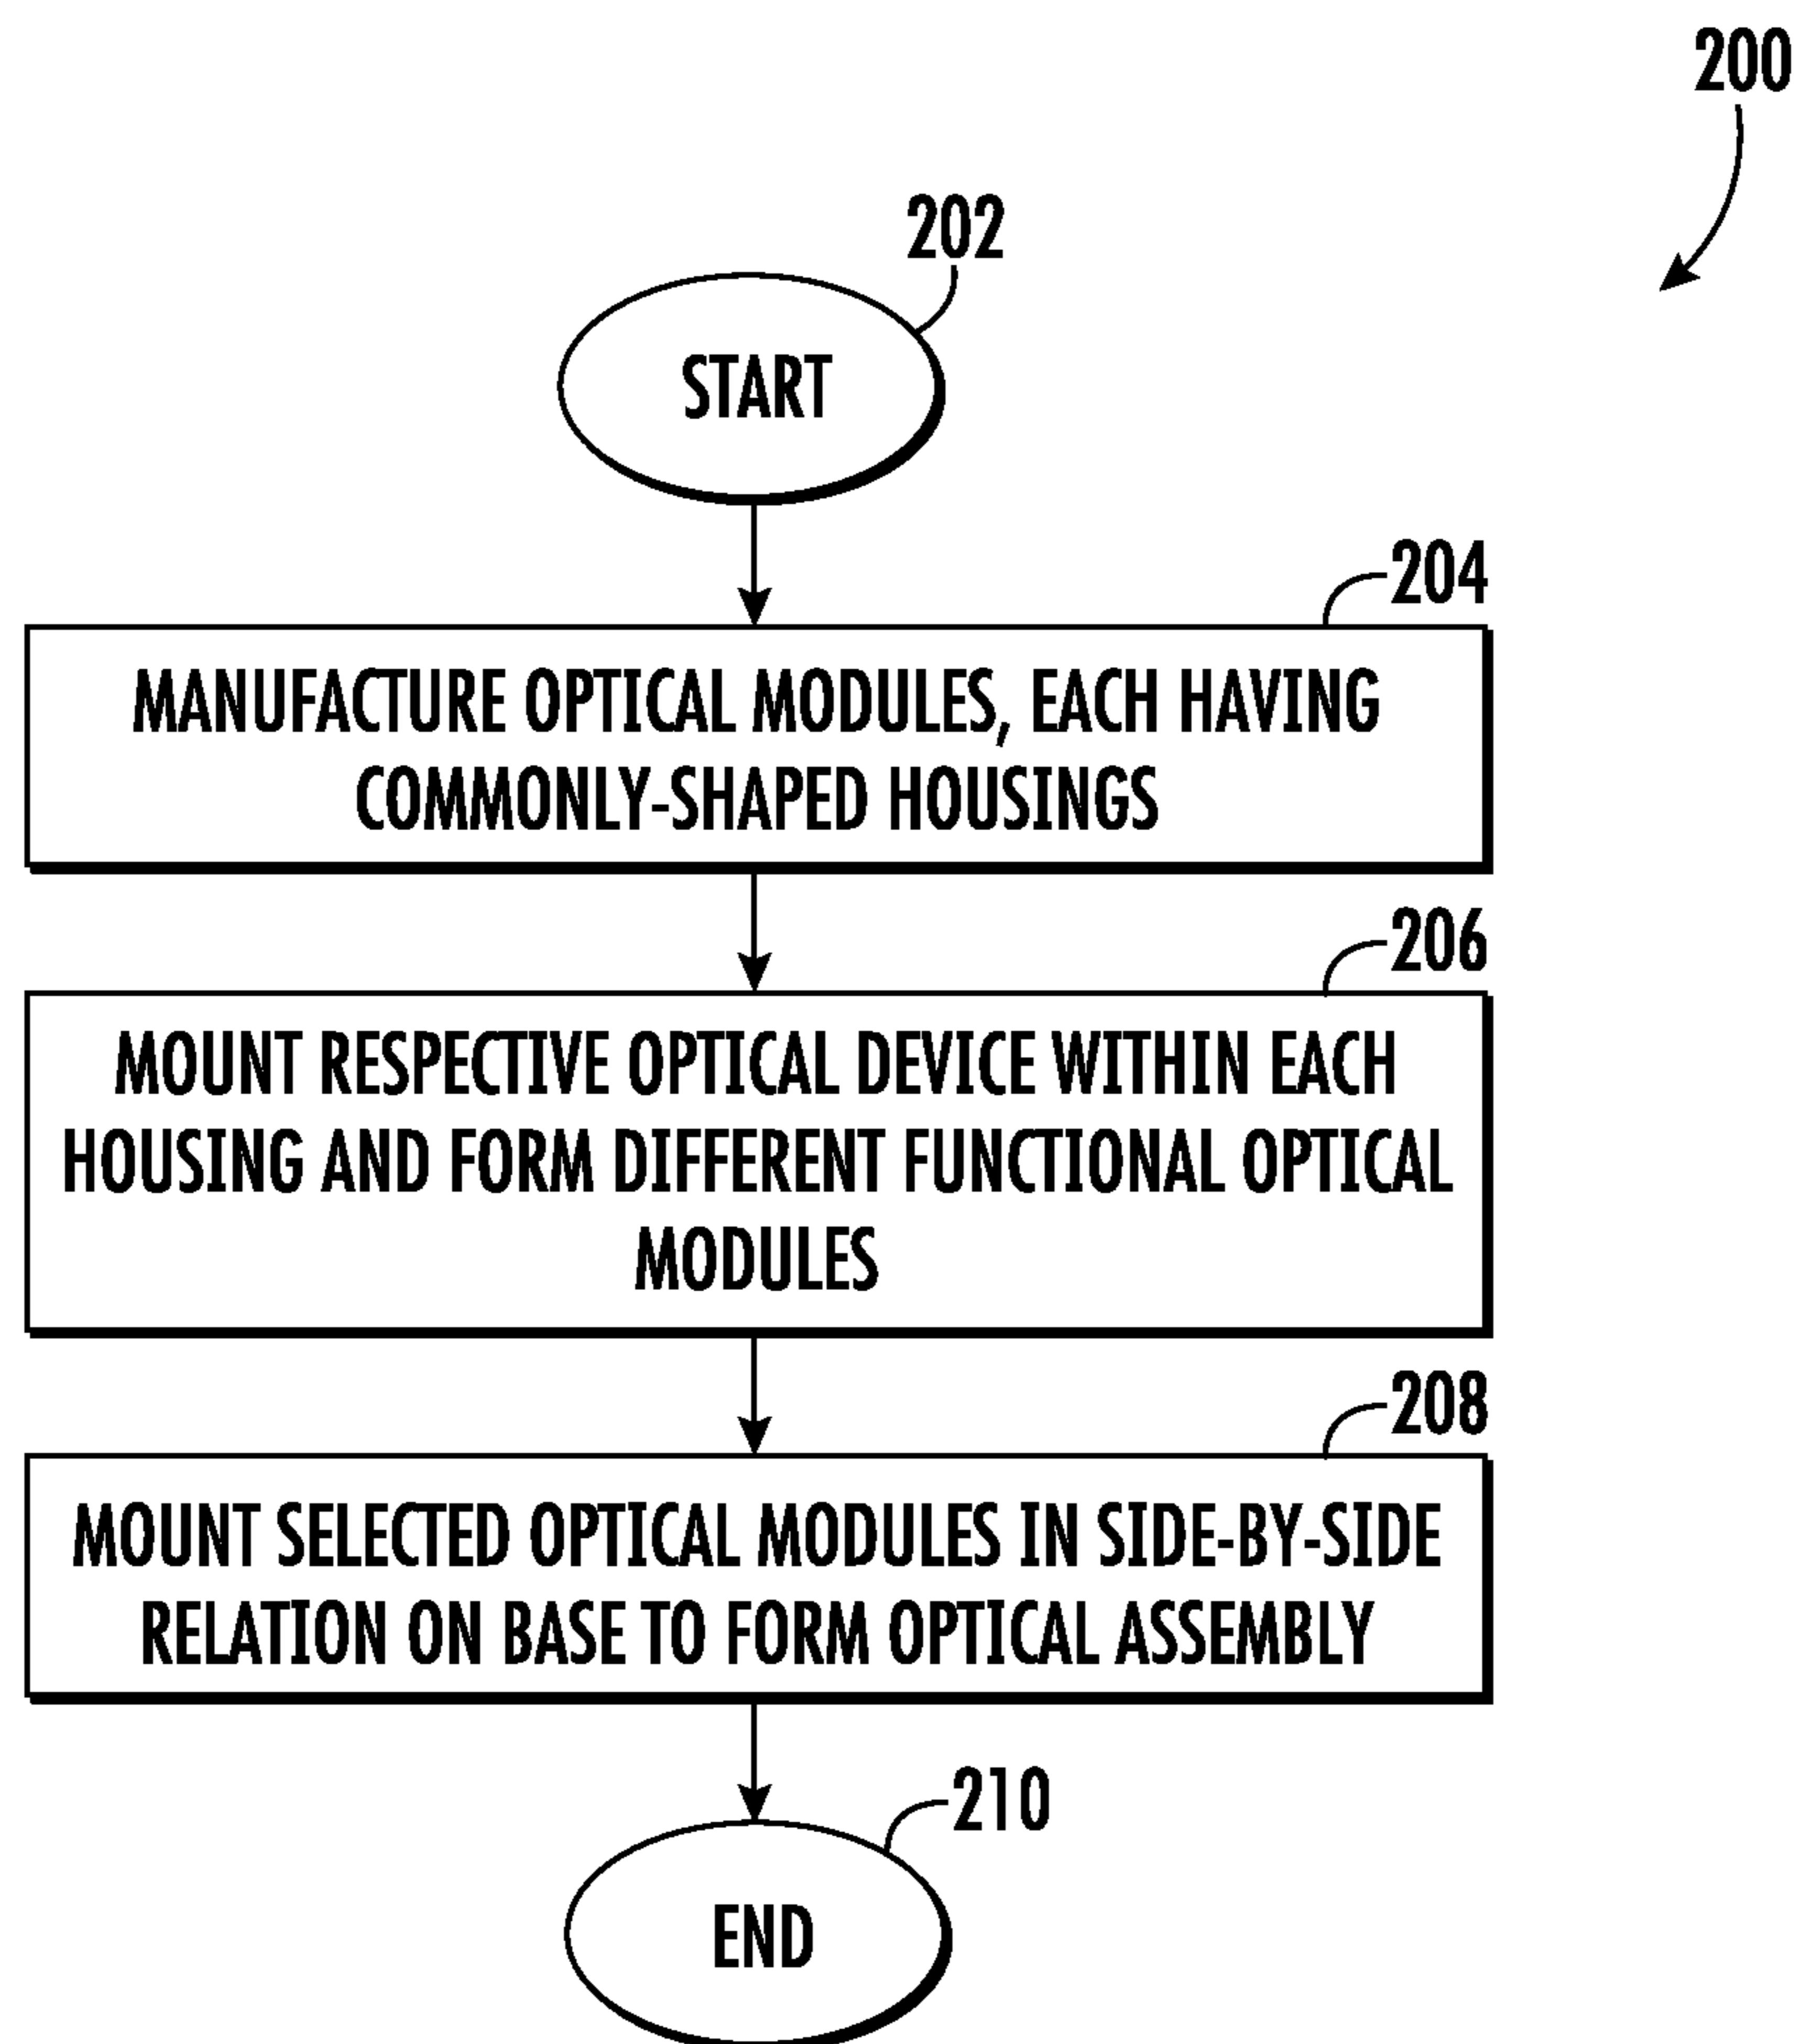 200
202
START
204
MANUFACTURE OPTICAL MODULES, EACH HAVING
COMMONLY-SHAPED HOUSINGS
206
MOUNT RESPECTIVE OPTICAL DEVICE WITHIN EACH
HOUSING AND FORM DIFFERENT FUNCTIONAL OPTICAL
MODULES
208
MOUNT SELECTED OPTICAL MODULES IN SIDE-BY-SIDE
RELATION ON BASE TO FORM OPTICAL ASSEMBLY
210
END